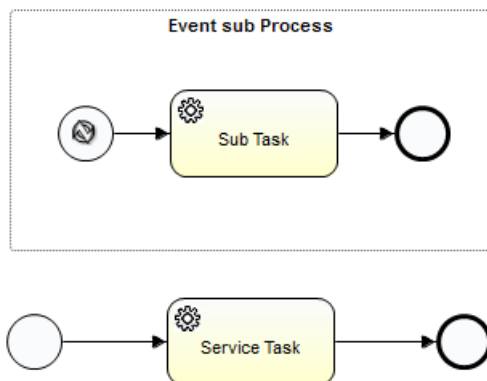 Event sub Process
Sub Task
Service Task